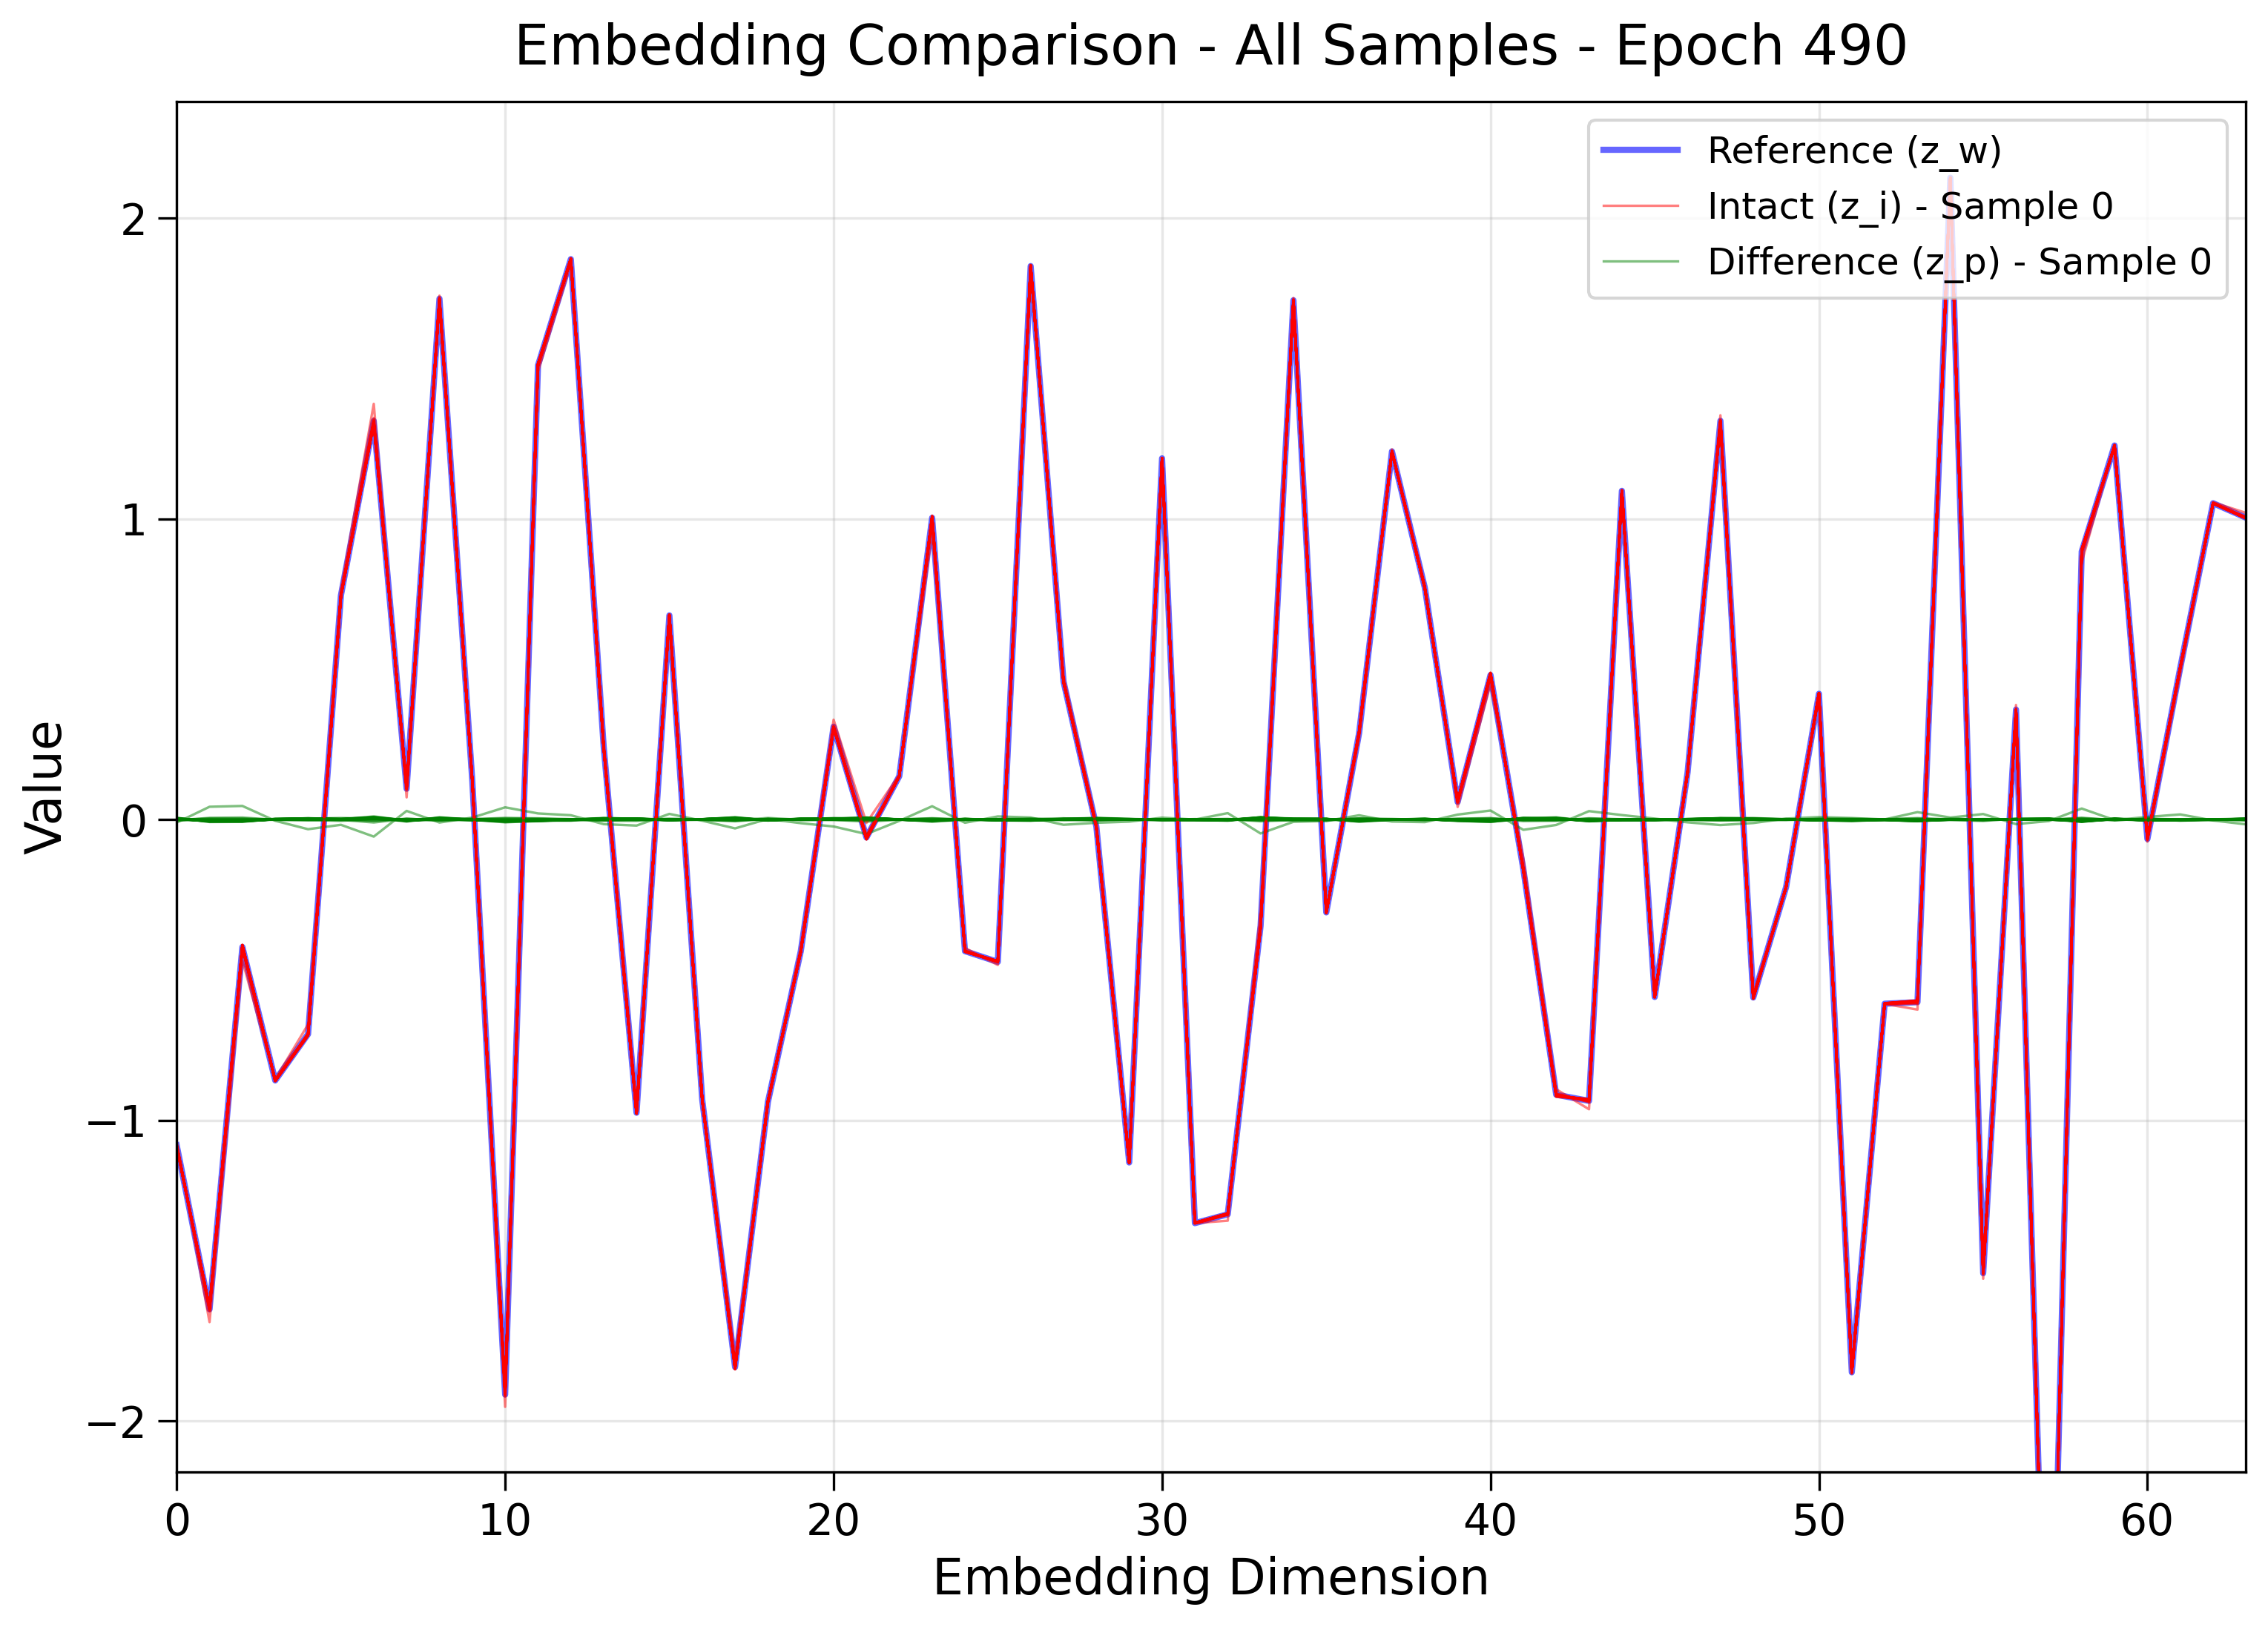 Embedding Comparison - All Samples - Epoch 490
Reference (z_w)
Intact (z_i) - Sample 0
Difference (z_p) - Sample 0
Value
2
1
0
−1
−2
0 10 20 30 40 50 60
Embedding Dimension